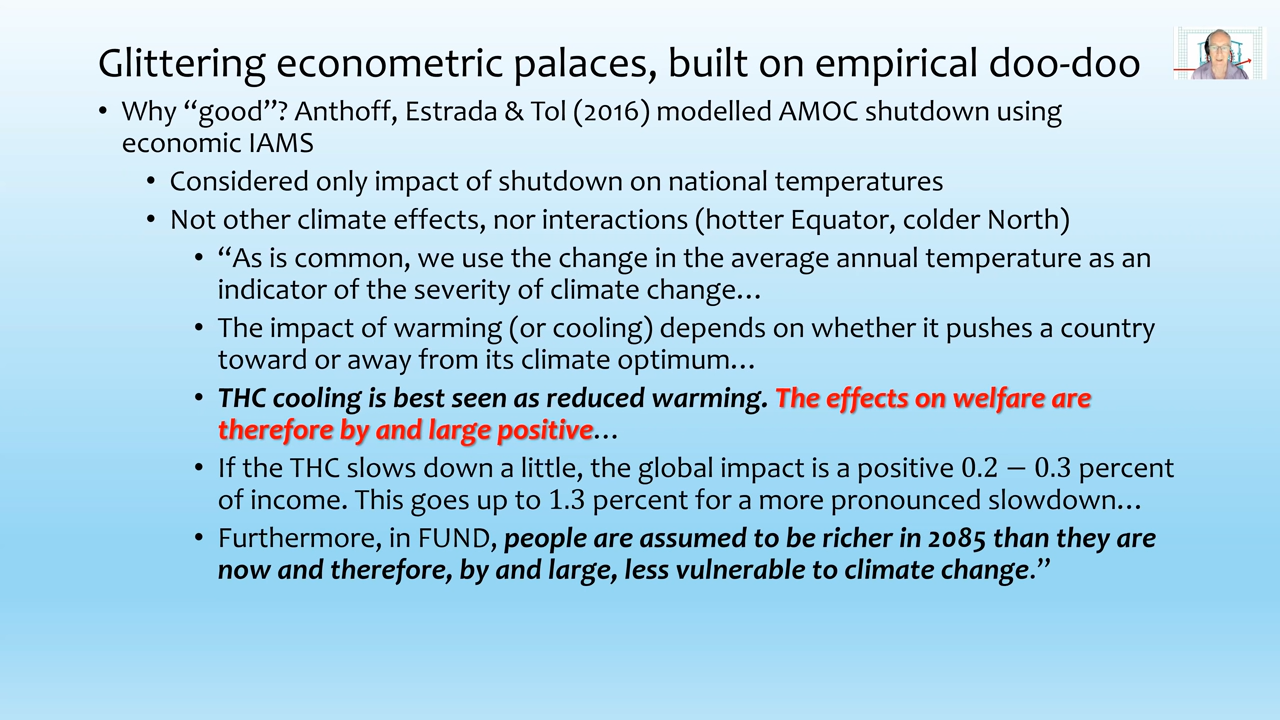 Glittering econometric palaces, built on empirical doo-doo
• Why “good”? Anthoff, Estrada & Tol (2016) modelled AMOC shutdown using
economic IAMS
• Considered only impact of shutdown on national temperatures
• Not other climate effects, nor interactions (hotter Equator, colder North)
• “As is common, we use the change in the average annual temperature as an
indicator of the severity of climate change…
• The impact of warming (or cooling) depends on whether it pushes a country
toward or away from its climate optimum…
• THC cooling is best seen as reduced warming. The effects on welfare are
therefore by and large positive…
• If the THC slows down a little, the global impact is a positive 0.2 − 0.3 percent
of income. This goes up to 1.3 percent for a more pronounced slowdown…
• Furthermore, in FUND, people are assumed to be richer in 2085 than they are
now and therefore, by and large, less vulnerable to climate change.”